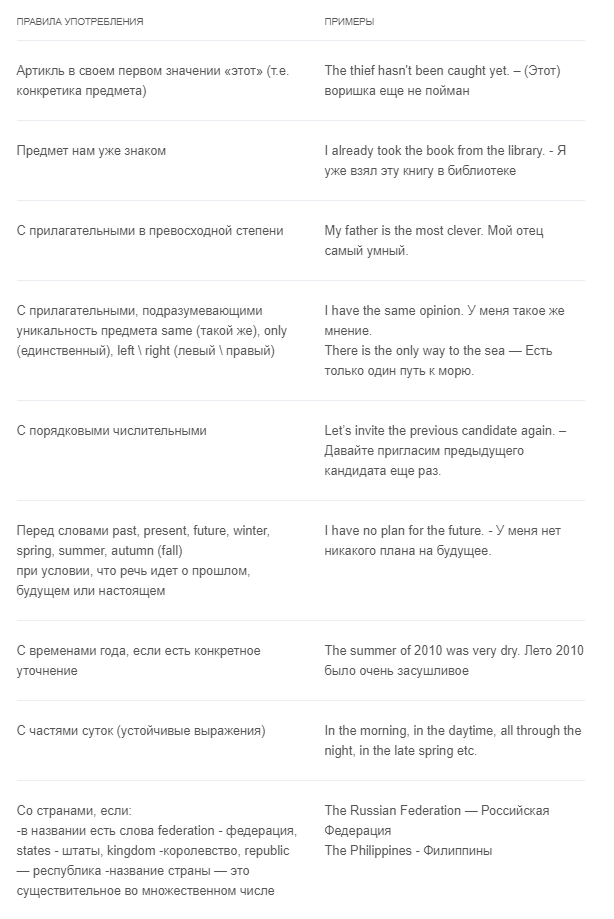 ПРАВИЛА УПОТРЕБЛЕНИЯ
ПРИМЕРЫ
Артикль в своем первом значении «этот» (т.е.
конкретика предмета)
The thief hasn't been caught yet. – (Этот)
воришка еще не пойман
Предмет нам уже знаком
I already took the book from the library. - Я
уже взял эту книгу в библиотеке
С прилагательными в превосходной степени
My father is the most clever. Мой отец
самый умный.
С прилагательными, подразумевающими
уникальность предмета same (такой же), only
(единственный), left \ right (левый \ правый)
I have the same opinion. У меня такое же
мнение.
There is the only way to the sea — Есть
только один путь к морю.
С порядковыми числительными
Let’s invite the previous candidate again. –
Давайте пригласим предыдущего
кандидата еще раз.
Перед словами past, present, future, winter,
spring, summer, autumn (fall)
при условии, что речь идет о прошлом,
будущем или настоящем
I have no plan for the future. - У меня нет
никакого плана на будущее.
С временами года, если есть конкретное
уточнение
The summer of 2010 was very dry. Лето 2010
было очень засушливое
С частями суток (устойчивые выражения)
In the morning, in the daytime, all through the
night, in the late spring etc.
Со странами, если:
-в названии есть слова federation - федерация,
states - штаты, kingdom -королевство, republic
— республика -название страны — это
существительное во множественном числе
The Russian Federation — Российская
Федерация
The Philippines - Филиппины